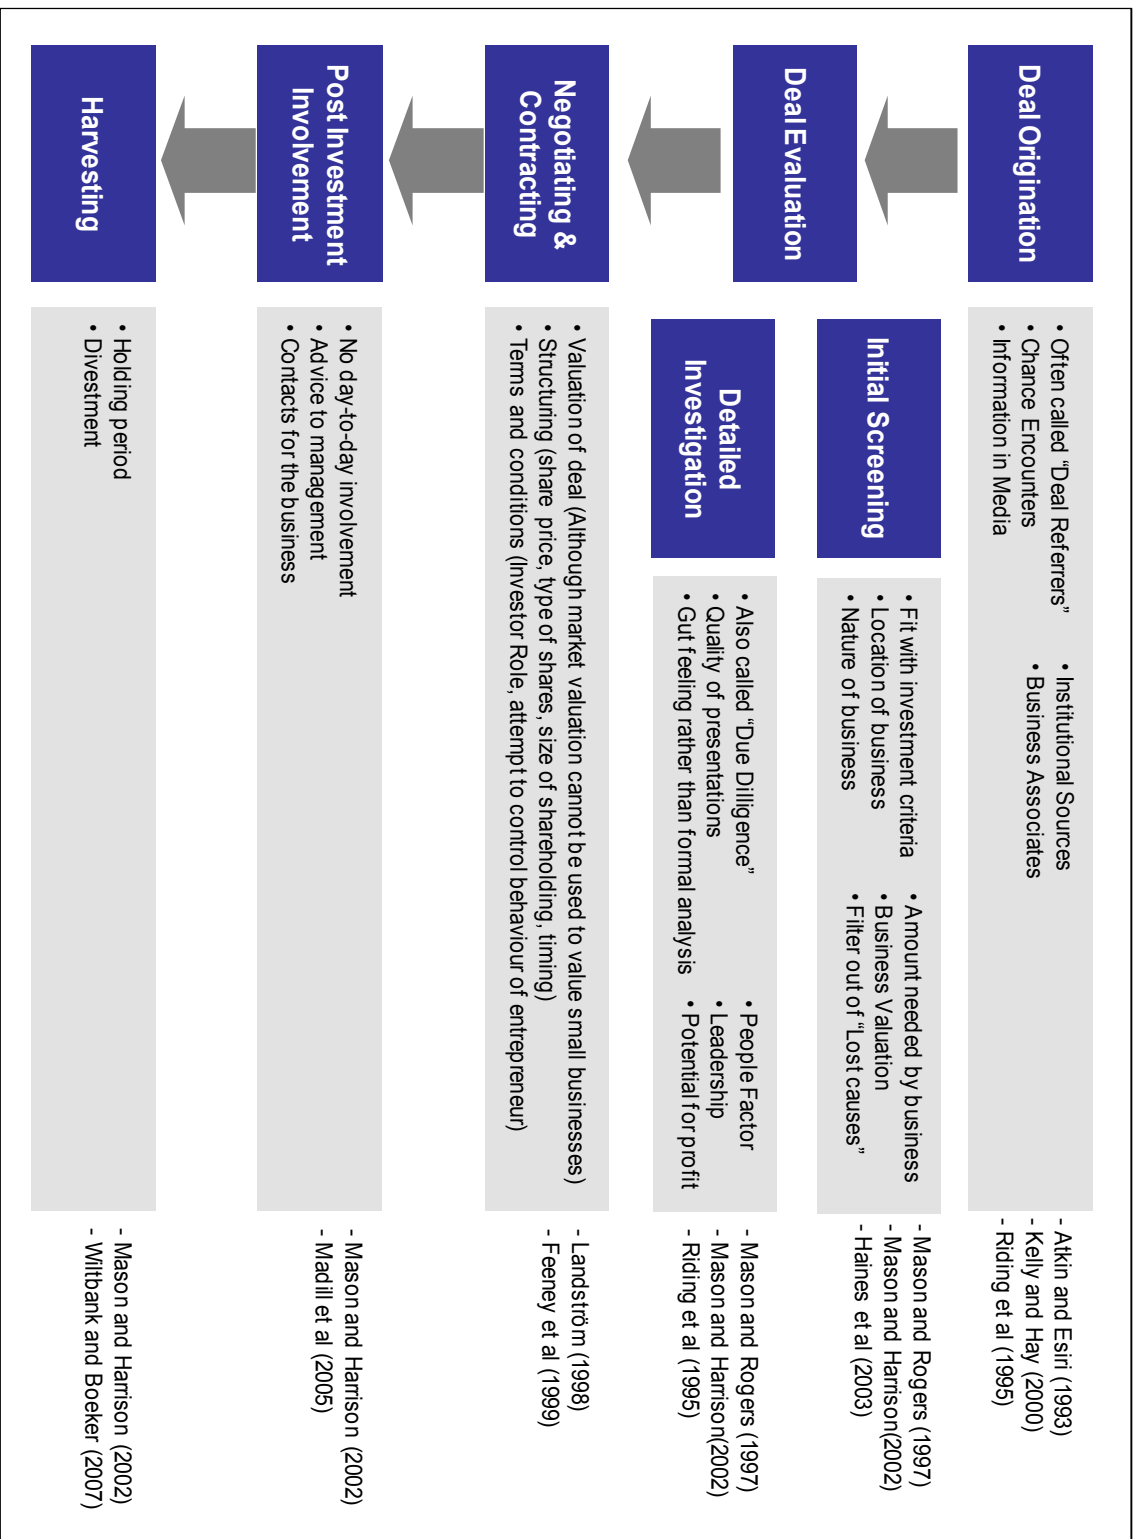 Deal Origination
• Often called “Deal Referrers”
• Chance Encounters
• Information in Media
• Institutional Sources
• Business Associates
- Atkin and Esiri (1993)
- Kelly and Hay (2000)
- Riding et al (1995)
Deal Evaluation
Initial Screening
• Fit with investment criteria
• Location of business
• Nature of business
• Amount needed by business
• Business Valuation
• Filter out of “Lost causes”
- Mason and Rogers (1997)
- Mason and Harrison(2002)
- Haines et al (2003)
Detailed
Investigation
• Also called “Due Dilligence”
• Quality of presentations
• Gut feeling rather than formal analysis
• People Factor
• Leadership
• Potential for profit
- Mason and Rogers (1997)
- Mason and Harrison(2002)
- Riding et al (1995)
Negotiating &
Contracting
• Valuation of deal (Although market valuation cannot be used to value small businesses)
• Structuring (share price, type of shares, size of shareholding, timing)
• Terms and conditions (Investor Role, attempt to control behaviour of entrepreneur)
- Landström (1998)
- Feeney et al (1999)
Post Investment
Involvement
• No day-to-day involvement
• Advice to management
• Contacts for the business
- Mason and Harrison (2002)
- Madill et al (2005)
Harvesting
• Holding period
• Divestment
- Mason and Harrison (2002)
- Wiltbank and Boeker (2007)